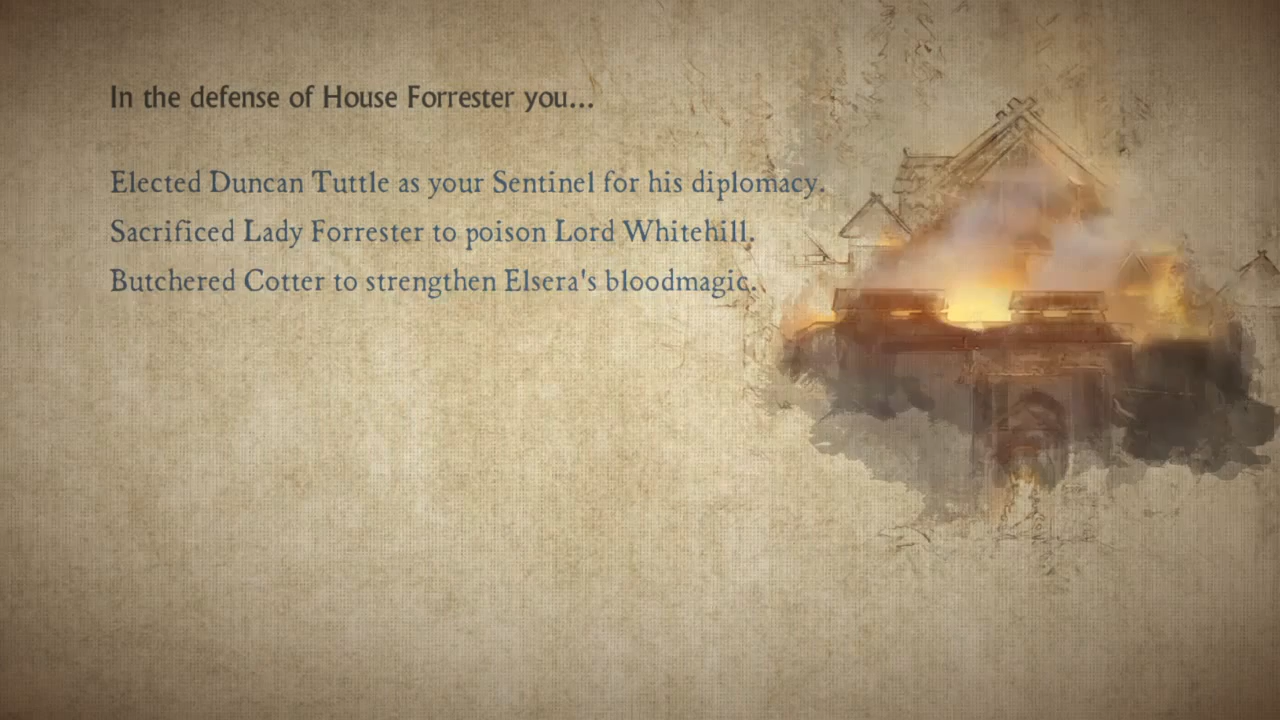 In the defense of House Forrester you...
Elected Duncan Tuttle as your Sentinel for his diplomacy.
Sacrificed Lady Forrester to poison Lord Whitehill.
Butchered Cotter to strengthen Elsera's bloodmagic.